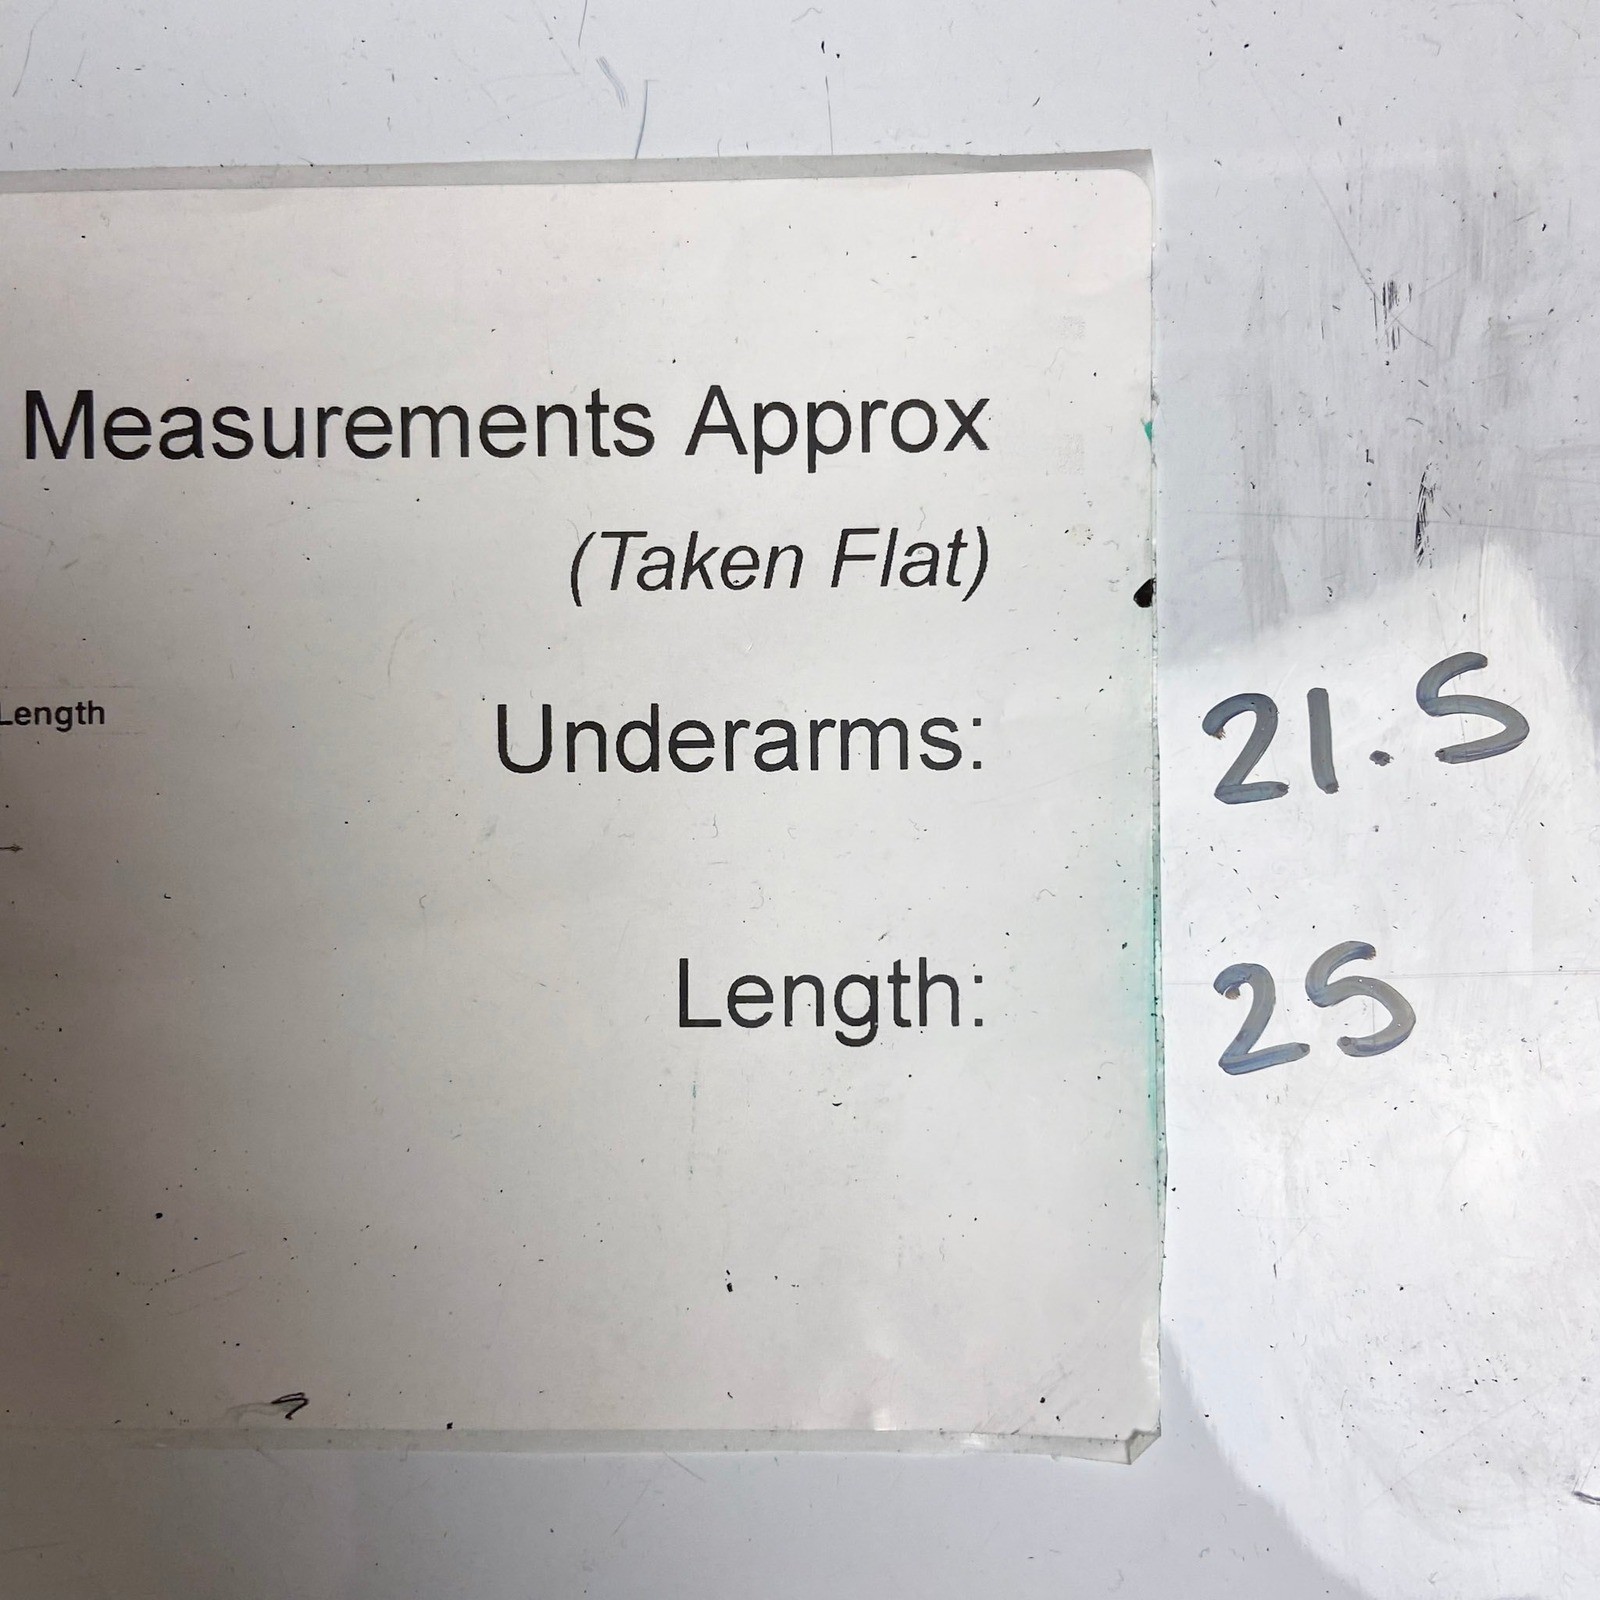 Measurements Approx
(Taken Flat)
Length
Underarms: 21.5
Length: 25